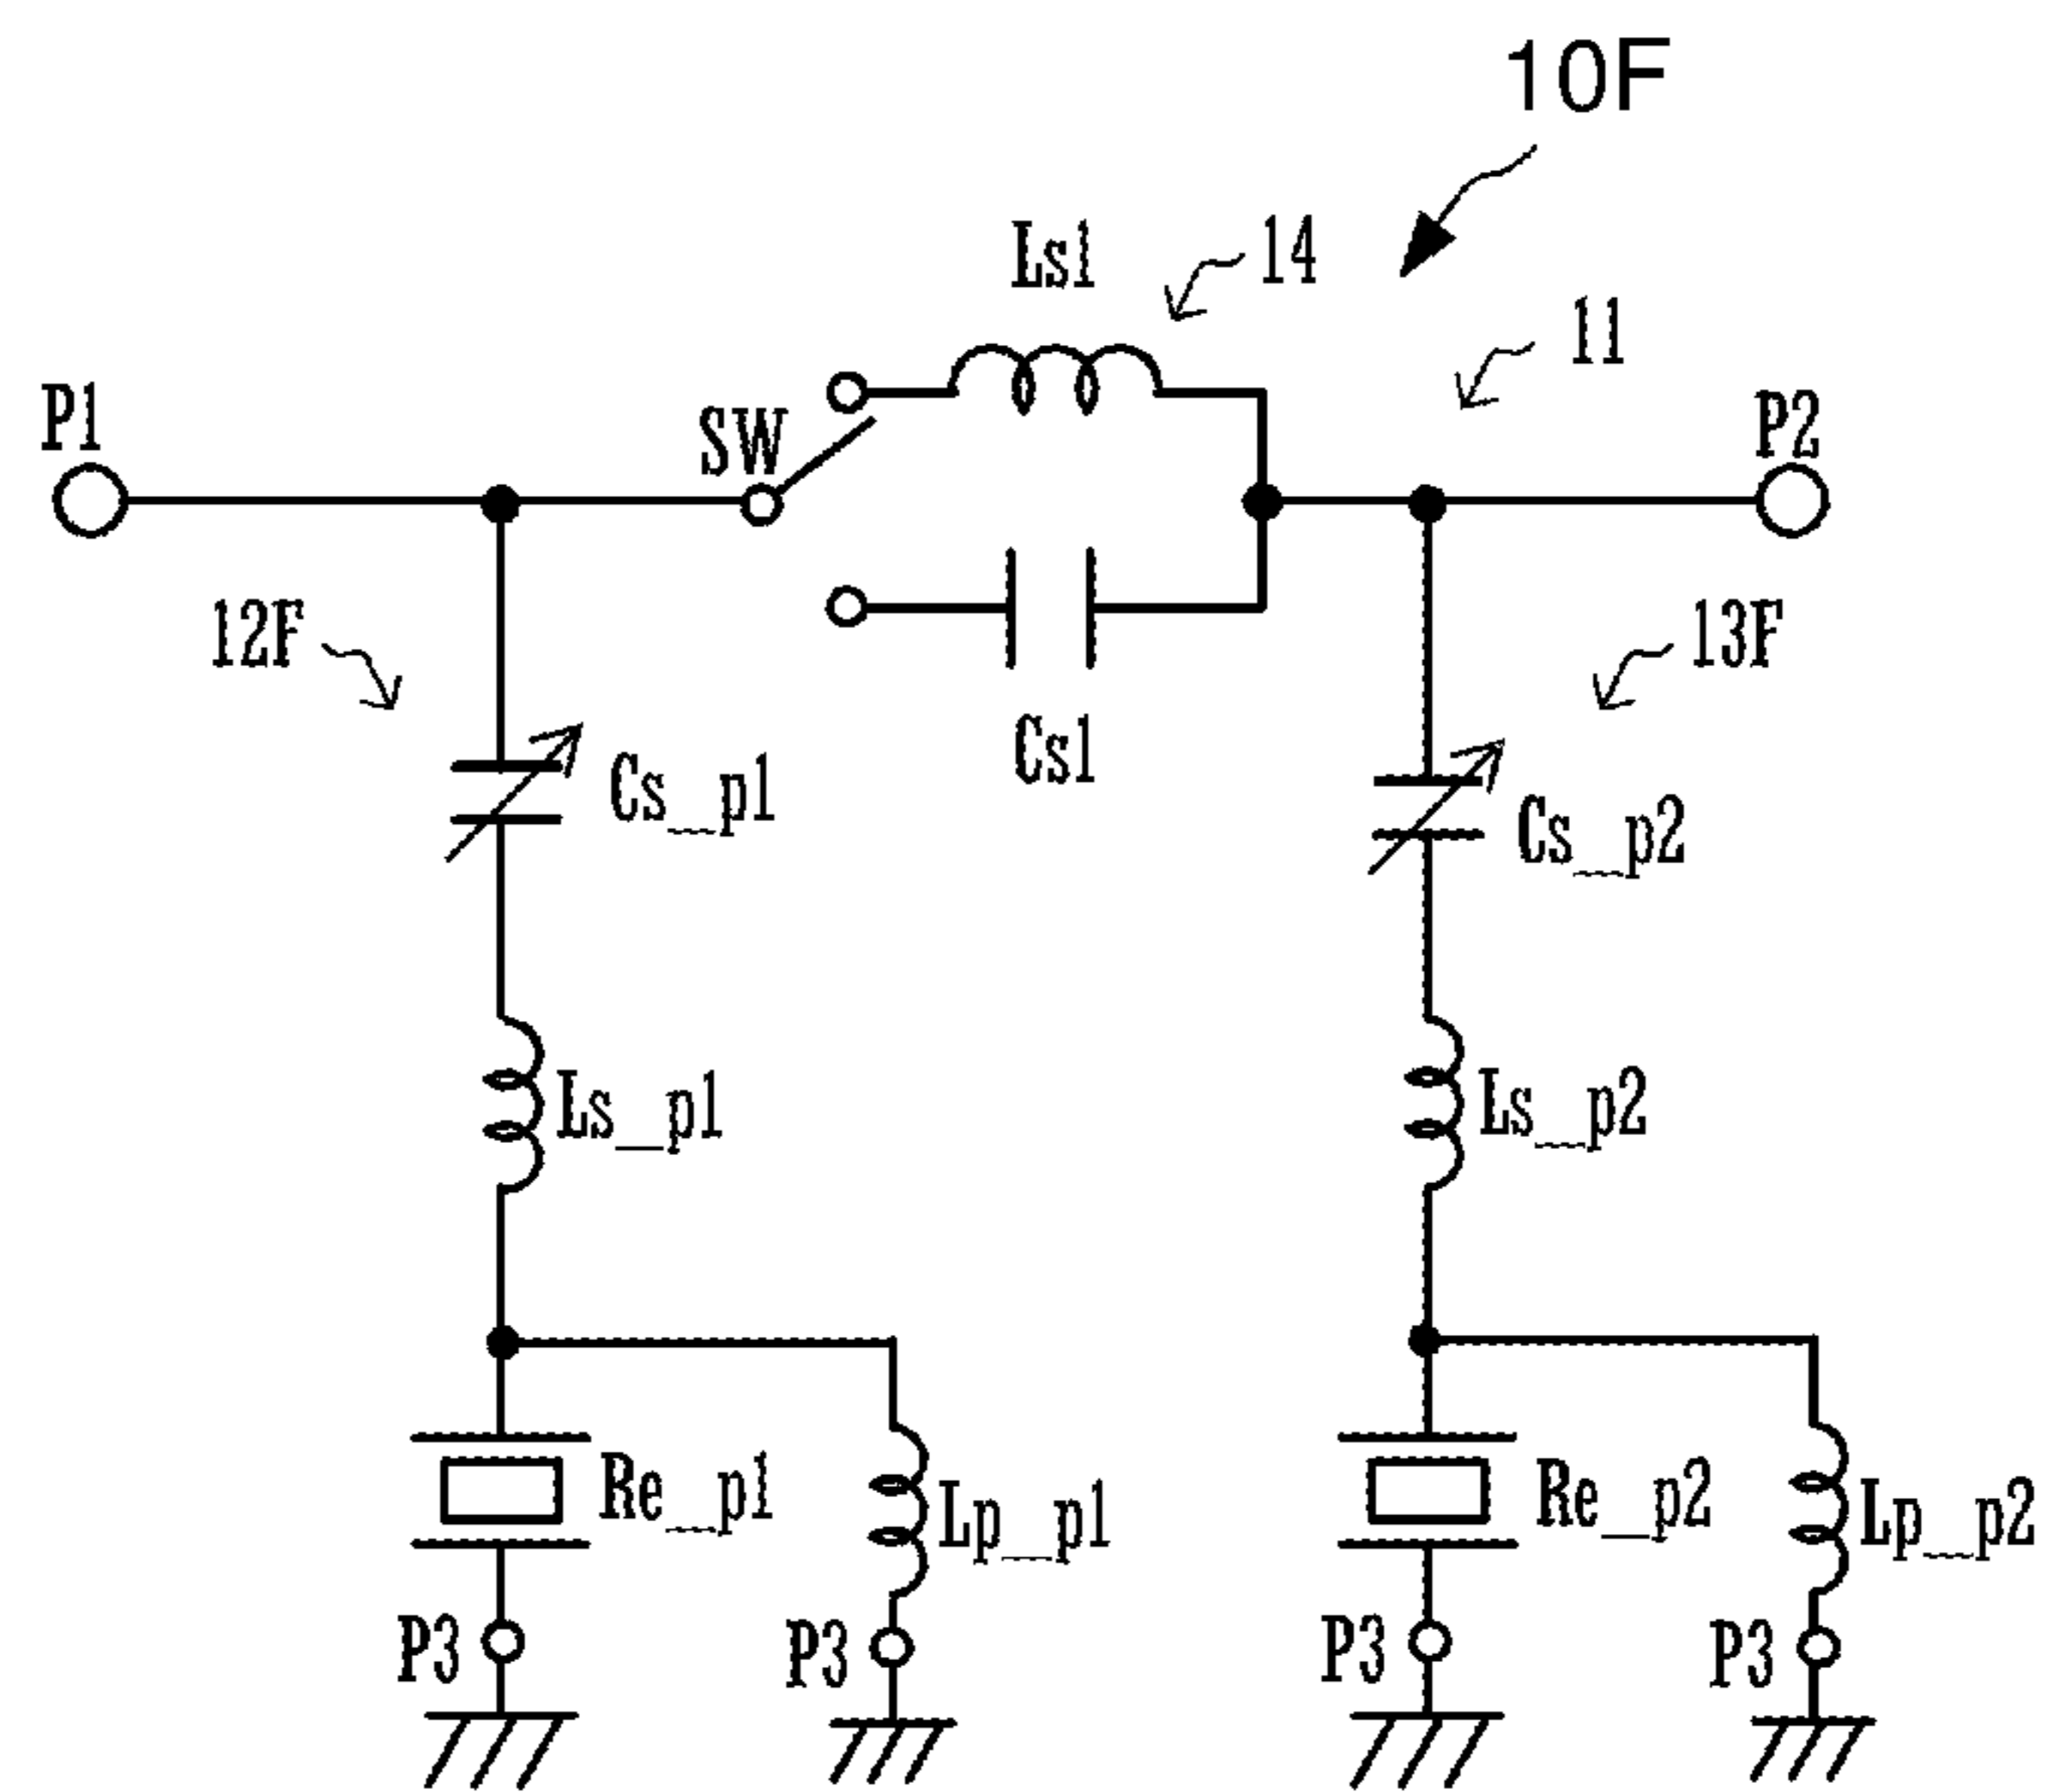 10F
Ls1
14
11
P1
SW
P2
12F
13F
Cs1
Cs_p1
Cs_p2
Ls_p1
Ls_p2
Re_p1
Lp_p1
Re_p2
Lp_p2
P3
P3
P3
P3